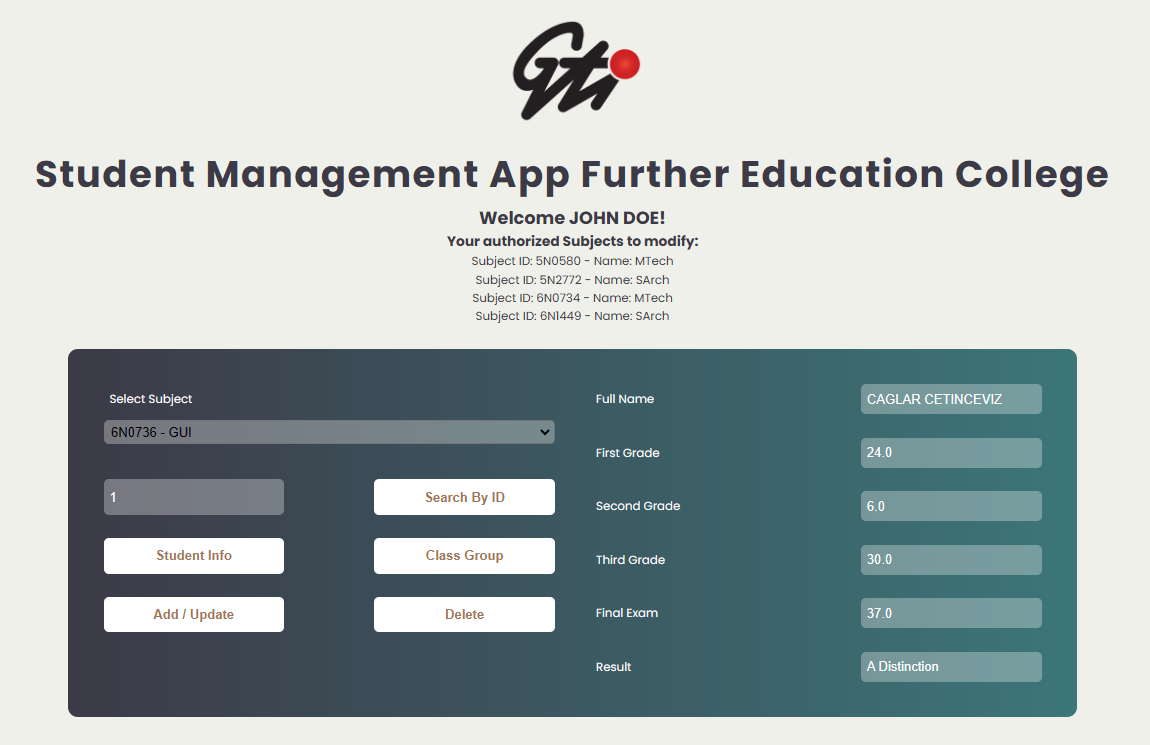 Gti
Student Management App Further Education College
Welcome JOHN DOE!
Your authorized Subjects to modify:
Subject ID: 5N0580 - Name: MTech
Subject ID: 5N2772 - Name: SArch
Subject ID: 6N0734 - Name: MTech
Subject ID: 6N1449 - Name: SArch
Select Subject
6N0736 - GUI
1
Search By ID
Student Info
Class Group
Add / Update
Delete
Full Name
CAGLAR CETINCEVIZ
First Grade
24.0
Second Grade
6.0
Third Grade
30.0
Final Exam
37.0
Result
A Distinction